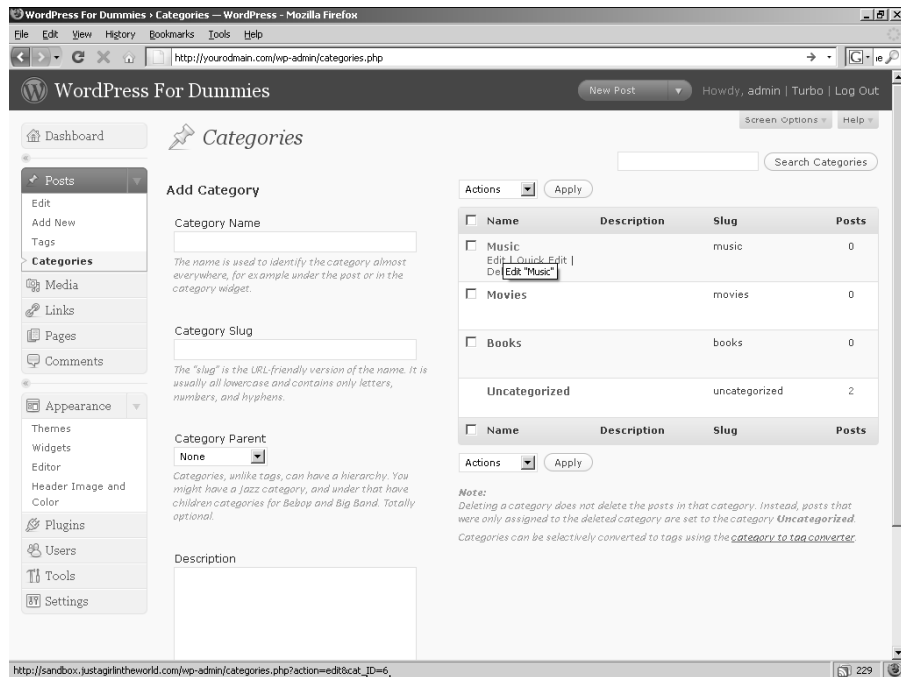 WordPress For Dummies › Categories — WordPress - Mozilla Firefox
File Edit View History Bookmarks Tools Help
http://yourodmain.com/wp-admin/categories.php
WordPress For Dummies
New Post
Howdy, admin | Turbo | Log Out
Screen Options
Help
Dashboard
Categories
Search Categories
Posts
Edit
Add New
Tags
Categories
Media
Links
Pages
Comments
Appearance
Themes
Widgets
Editor
Header Image and
Color
Plugins
Users
Tools
Settings
Add Category
Category Name
The name is used to identify the category almost
everywhere, for example under the post or in the
category widget.
Category Slug
The "slug" is the URL-friendly version of the name. It is
usually all lowercase and contains only letters,
numbers, and hyphens.
Category Parent
None
Categories, unlike tags, can have a hierarchy. You
might have a Jazz category, and under that have
children categories for Bebop and Big Band. Totally
optional.
Description
Actions Apply
Name Description Slug Posts
Music music 0
Edit | Quick Edit |
Edit "Music"
Movies movies 0
Books books 0
Uncategorized uncategorized 2
Name Description Slug Posts
Actions Apply
Note:
Deleting a category does not delete the posts in that category. Instead, posts that
were only assigned to the deleted category are set to the category Uncategorized.
Categories can be selectively converted to tags using the category to tag converter.
http://sandbox.justagirlintheworld.com/wp-admin/categories.php?action=edit&cat_ID=6
229